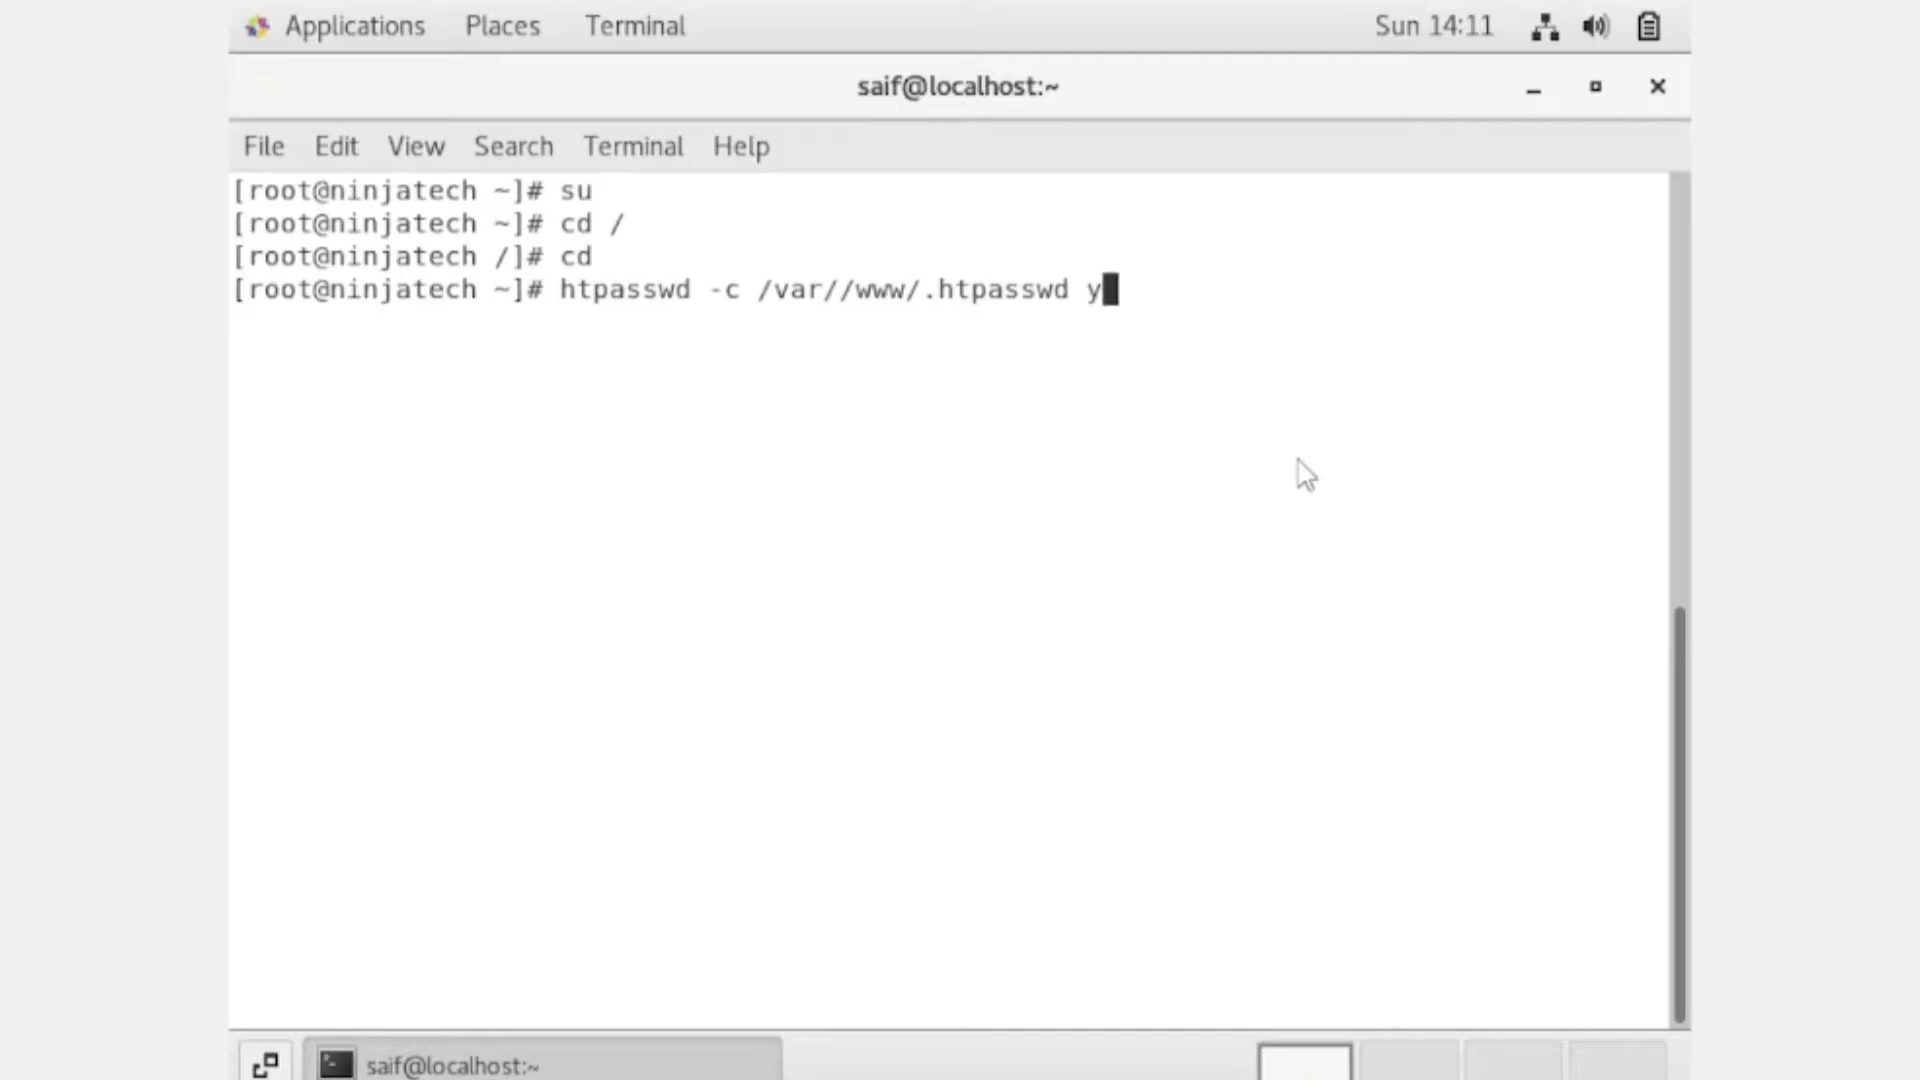 Applications Places Terminal Sun 14:11
saif@localhost:~
File Edit View Search Terminal Help
[root@ninjatech ~]# su
[root@ninjatech ~]# cd /
[root@ninjatech /]# cd
[root@ninjatech ~]# htpasswd -c /var//www/.htpasswd y
saif@localhost:~